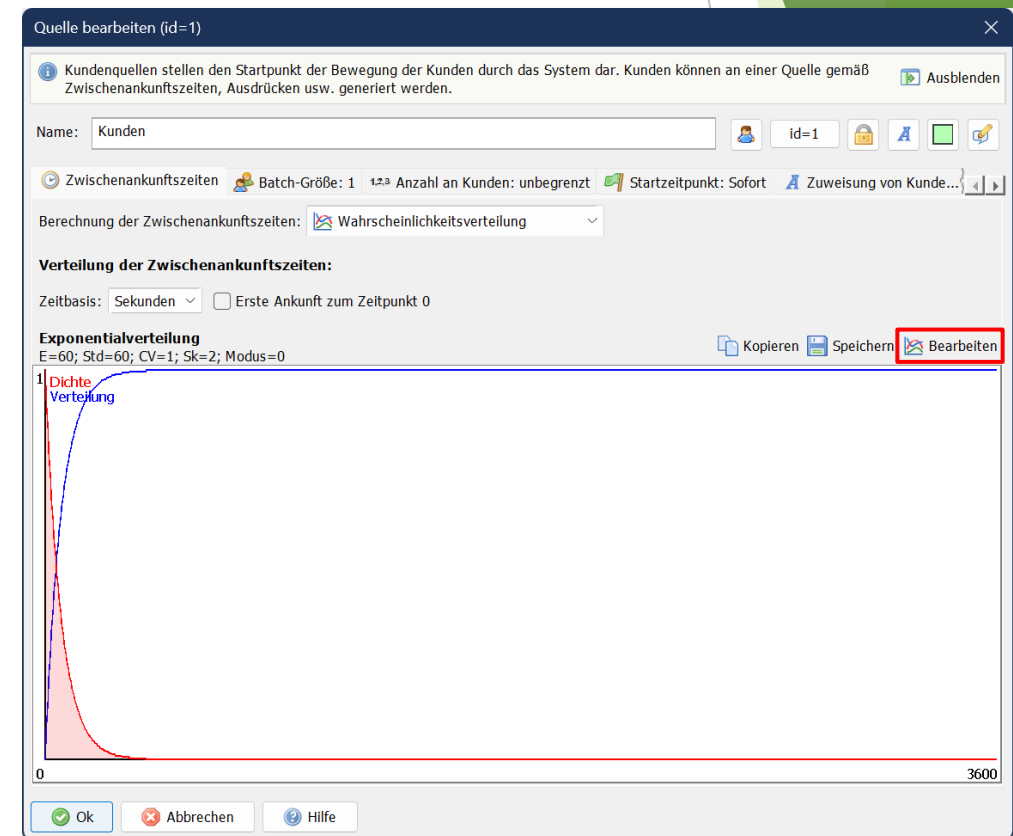 Quelle bearbeiten (id=1)
Kundenquellen stellen den Startpunkt der Bewegung der Kunden durch das System dar. Kunden können an einer Quelle gemäß
Zwischenankunftszeiten, Ausdrücken usw. generiert werden.
Ausblenden
Name: Kunden id=1 A
Zwischenankunftszeiten Batch-Größe: 1 1,2,3 Anzahl an Kunden: unbegrenzt Startzeitpunkt: Sofort A Zuweisung von Kunde...
Berechnung der Zwischenankunftszeiten: Wahrscheinlichkeitsverteilung
Verteilung der Zwischenankunftszeiten:
Zeitbasis: Sekunden Erste Ankunft zum Zeitpunkt 0
Exponentialverteilung
E=60; Std=60; CV=1; Sk=2; Modus=0
Kopieren Speichern Bearbeiten
1 Dichte
Verteilung
0 3600
Ok Abbrechen Hilfe